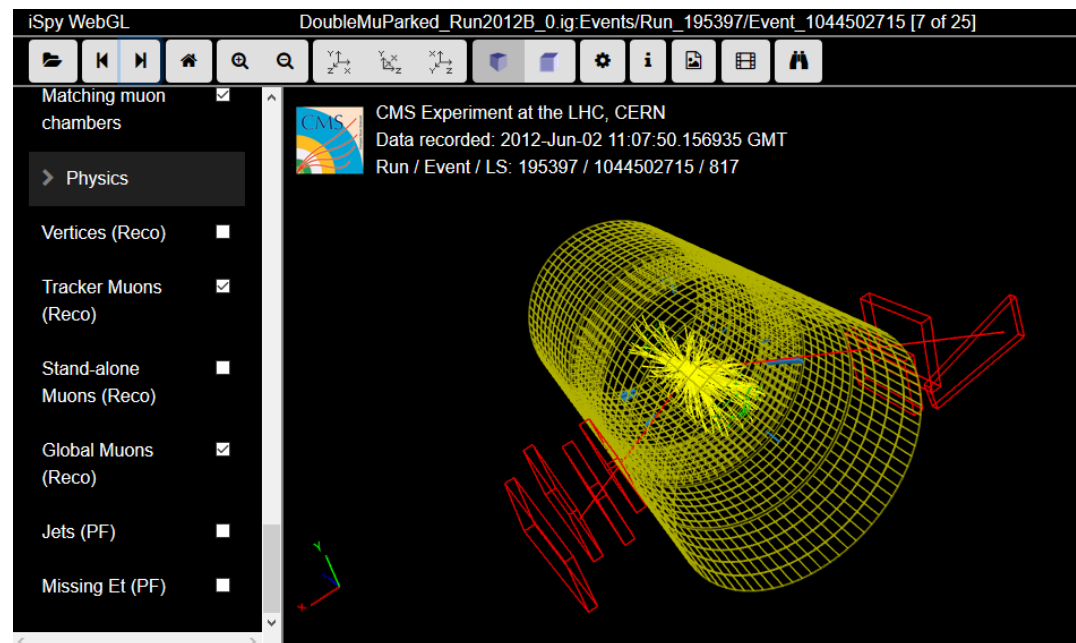 iSpy WebGL
DoubleMuParked_Run2012B_0.ig:Events/Run_195397/Event_1044502715 [7 of 25]
Matching muon
chambers
Physics
Vertices (Reco)
Tracker Muons
(Reco)
Stand-alone
Muons (Reco)
Global Muons
(Reco)
Jets (PF)
Missing Et (PF)
CMS
CMS Experiment at the LHC, CERN
Data recorded: 2012-Jun-02 11:07:50.156935 GMT
Run / Event / LS: 195397 / 1044502715 / 817
Y
X